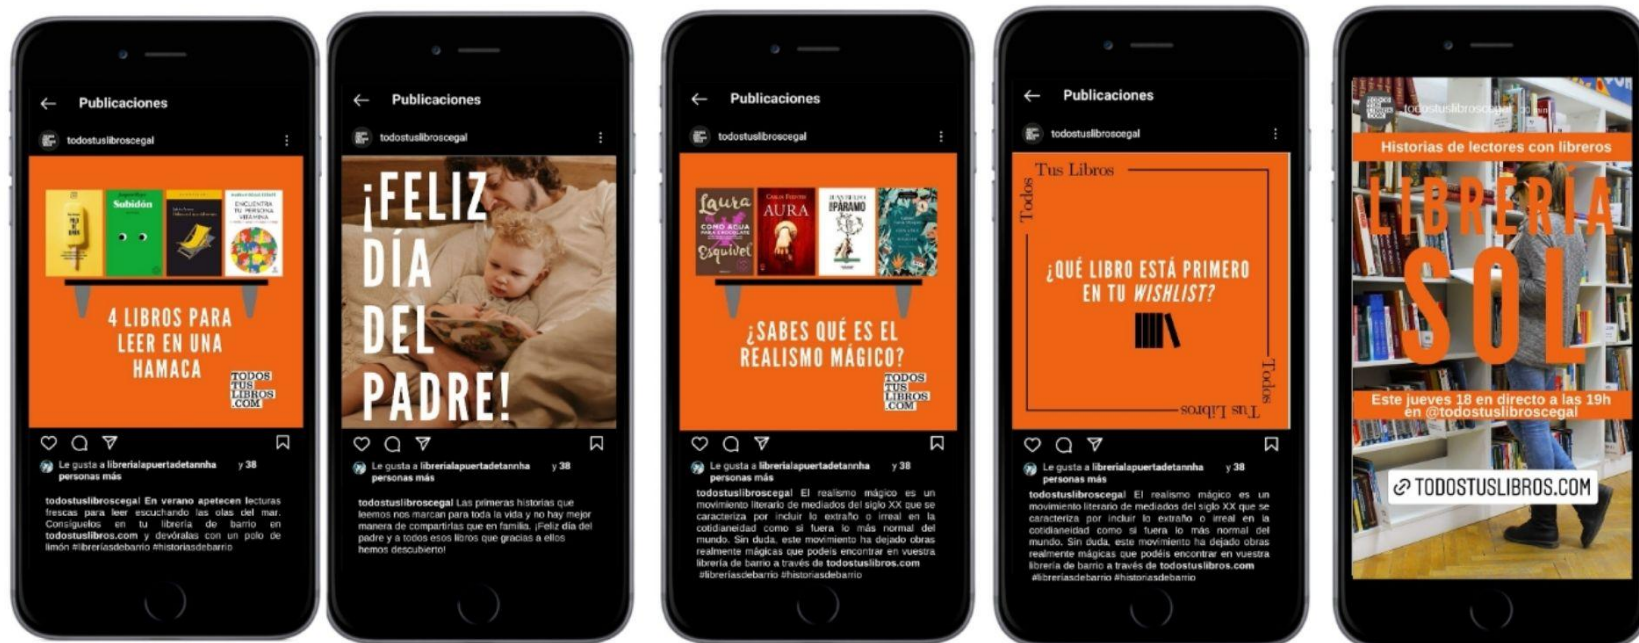 Publicaciones
todostuslibroscegal
Subidón
ENCUENTRA
TU PERSONA
VITAMINA
4 LIBROS PARA
LEER EN UNA
HAMACA
TODOS
TUS
LIBROS
.COM
Le gusta a librerialapuertadetannha y 38
personas más
todostuslibroscegal En verano apetecen lecturas
frescas para leer escuchando las olas del mar.
Consíguelos en tu librería de barrio en
todostuslibros.com y devóralas con un polo de
limón #libreríasdebarrio #historiasdebarrio
Publicaciones
todostuslibroscegal
¡FELIZ
DÍA
DEL
PADRE!
Le gusta a librerialapuertadetannha y 38
personas más
todostuslibroscegal Las primeras historias que
leemos nos marcan para toda la vida y no hay mejor
manera de compartirlas que en familia. ¡Feliz día del
padre y a todos esos libros que gracias a ellos
hemos descubierto!
Publicaciones
todostuslibroscegal
Laura
COMO AGUA
PARA CHOCOLATE
Esquivel
AURA
PÁRAMO
¿SABES QUÉ ES EL
REALISMO MÁGICO?
TODOS
TUS
LIBROS
.COM
Le gusta a librerialapuertadetannha y 38
personas más
todostuslibroscegal El realismo mágico es un
movimiento literario de mediados del siglo XX que se
caracteriza por incluir lo extraño o irreal en la
cotidianeidad como si fuera lo más normal del
mundo. Sin duda, este movimiento ha dejado obras
realmente mágicas que podéis encontrar en vuestra
librería de barrio a través de todostuslibros.com
#libreríasdebarrio #historiasdebarrio
Publicaciones
todostuslibroscegal
Todos
Tus Libros
¿QUÉ LIBRO ESTÁ PRIMERO
EN TU WISHLIST?
Todos
Tus Libros
Le gusta a librerialapuertadetannha y 38
personas más
todostuslibroscegal El realismo mágico es un
movimiento literario de mediados del siglo XX que se
caracteriza por incluir lo extraño o irreal en la
cotidianeidad como si fuera lo más normal del
mundo. Sin duda, este movimiento ha dejado obras
realmente mágicas que podéis encontrar en vuestra
librería de barrio a través de todostuslibros.com
#libreríasdebarrio #historiasdebarrio
todostuslibroscegal
Historias de lectores con libreros
LIBRERÍA
SOL
Este jueves 18 en directo a las 19h
en @todostuslibroscegal
TODOSTUSLIBROS.COM